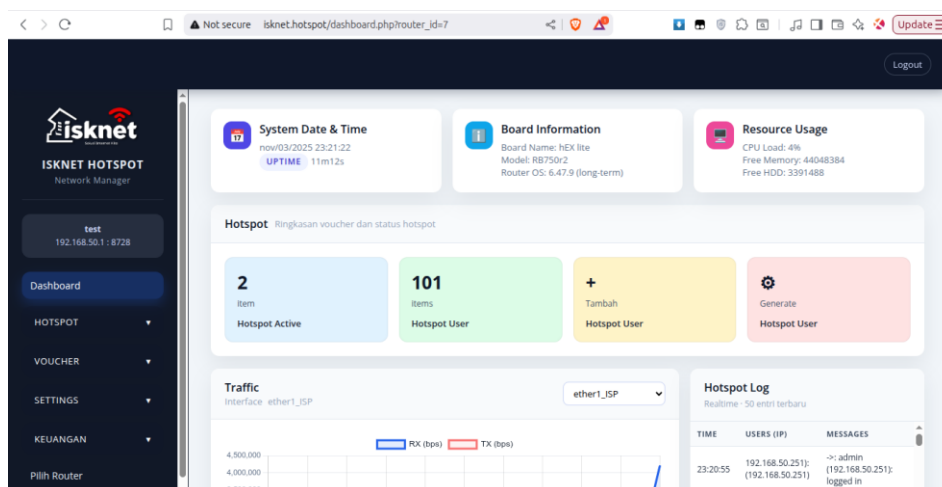 Not secure isknet.hotspot/dashboard.php?router_id=7
Update
Logout
isknet
ISKNET HOTSPOT
Network Manager
test
192.168.50.1 : 8728
Dashboard
HOTSPOT
VOUCHER
SETTINGS
KEUANGAN
Pilih Router
System Date & Time
nov/03/2025 23:21:22
UPTIME 11m12s
Board Information
Board Name: hEX lite
Model: RB750r2
Router OS: 6.47.9 (long-term)
Resource Usage
CPU Load: 4%
Free Memory: 44048384
Free HDD: 3391488
Hotspot Ringkasan voucher dan status hotspot
2
Item
Hotspot Active
101
Items
Hotspot User
+
Tambah
Hotspot User
Generate
Hotspot User
Traffic
Interface ether1_ISP
ether1_ISP
RX (bps) TX (bps)
4,500,000
4,000,000
Hotspot Log
Realtime · 50 entri terbaru
TIME USERS (IP) MESSAGES
23:20:55
192.168.50.251):
(192.168.50.251)
->: admin
(192.168.50.251):
logged in